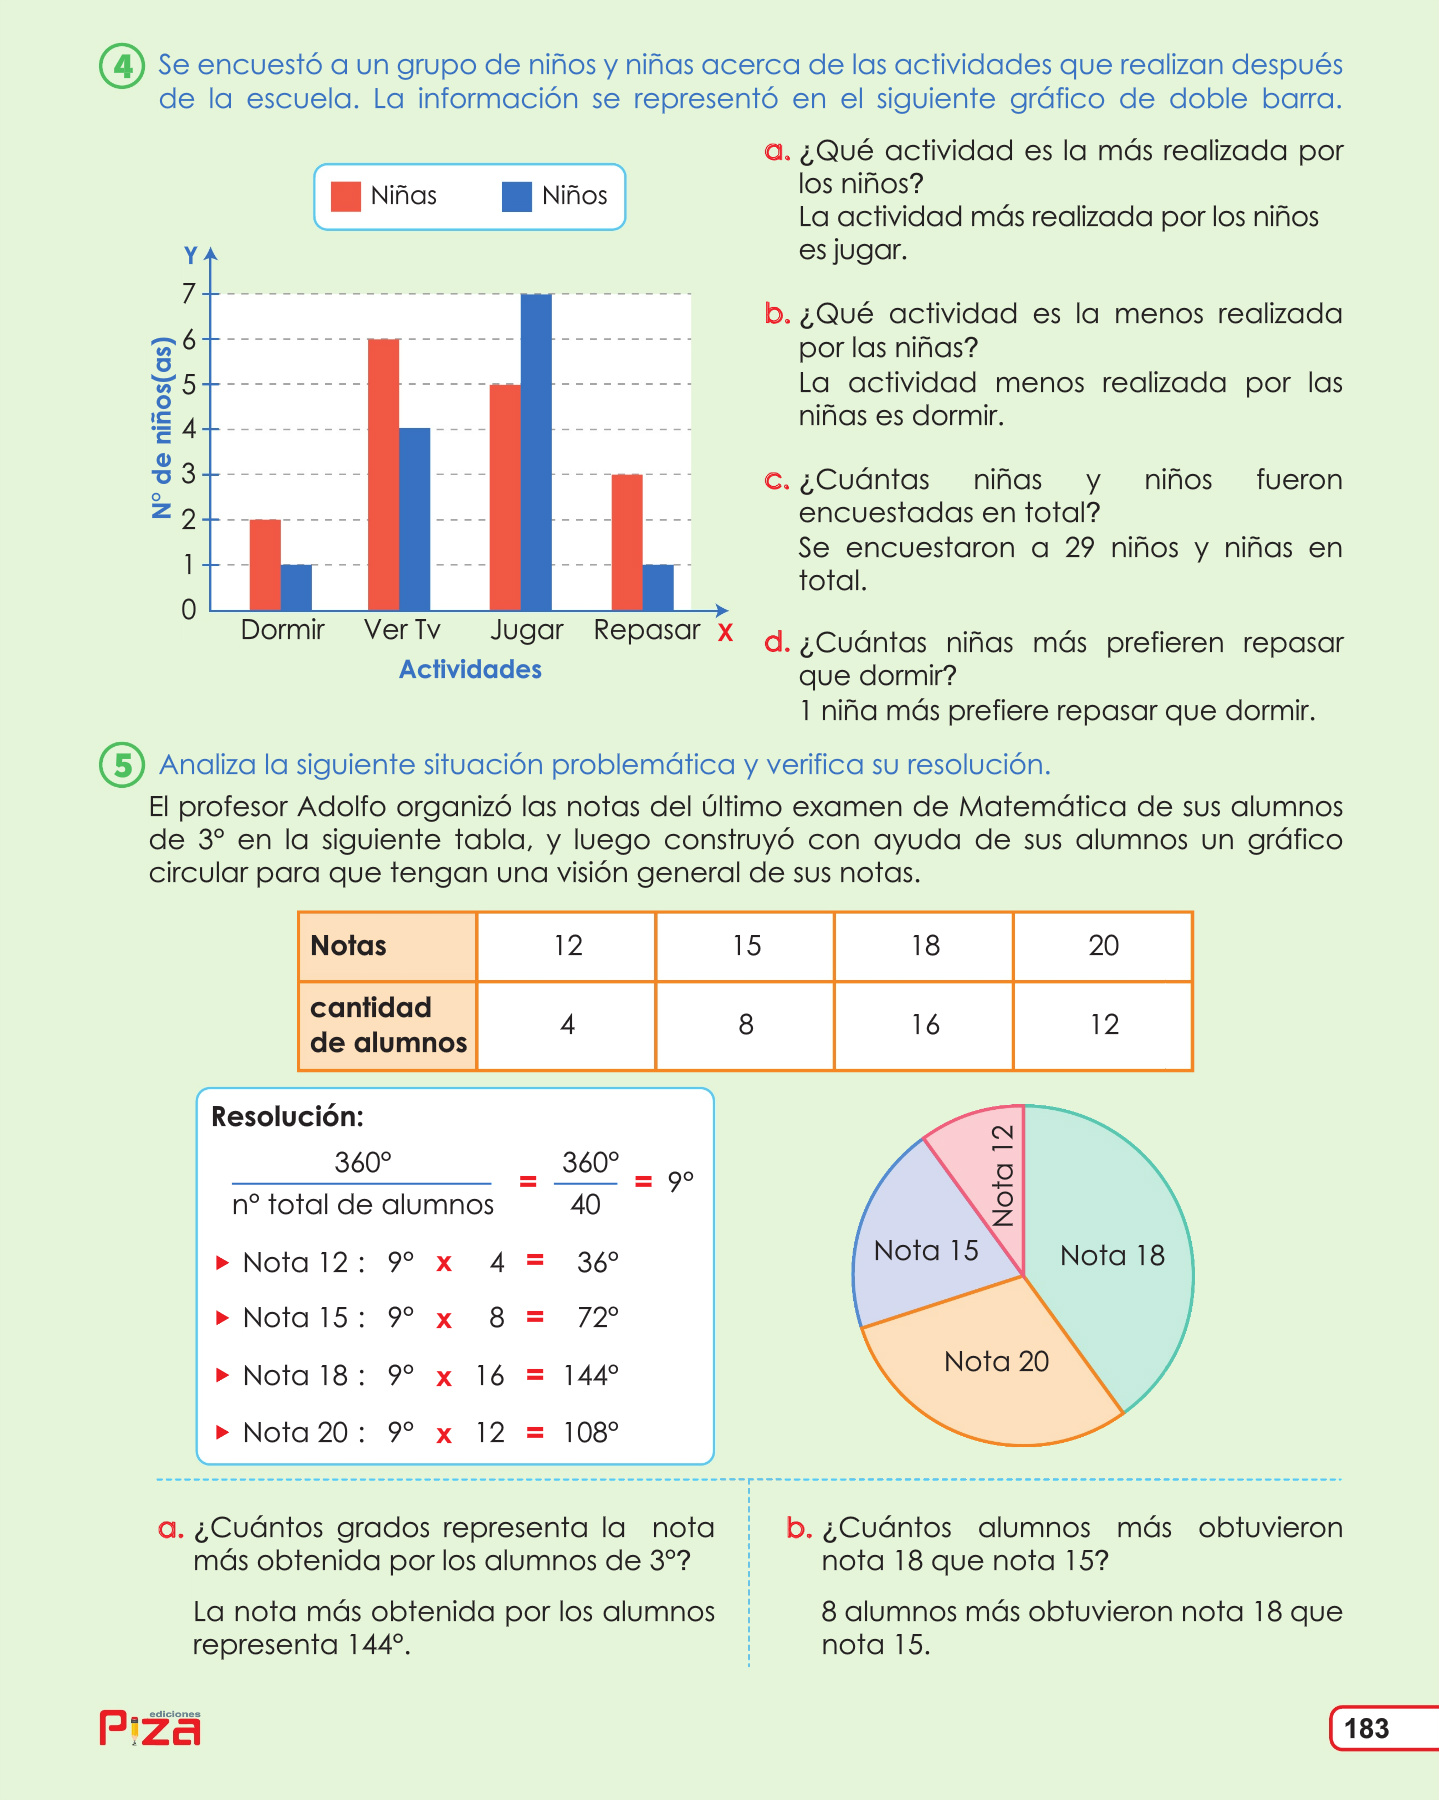 4 Se encuestó a un grupo de niños y niñas acerca de las actividades que realizan después
de la escuela. La información se representó en el siguiente gráfico de doble barra.
Niñas Niños
Y
7
6
5
4
3
2
1
0
N° de niños(as)
Dormir Ver Tv Jugar Repasar X
Actividades
a. ¿Qué actividad es la más realizada por
los niños?
La actividad más realizada por los niños
es jugar.
b. ¿Qué actividad es la menos realizada
por las niñas?
La actividad menos realizada por las
niñas es dormir.
c. ¿Cuántas niñas y niños fueron
encuestadas en total?
Se encuestaron a 29 niños y niñas en
total.
d. ¿Cuántas niñas más prefieren repasar
que dormir?
1 niña más prefiere repasar que dormir.
5 Analiza la siguiente situación problemática y verifica su resolución.
El profesor Adolfo organizó las notas del último examen de Matemática de sus alumnos
de 3° en la siguiente tabla, y luego construyó con ayuda de sus alumnos un gráfico
circular para que tengan una visión general de sus notas.
Notas 12 15 18 20
cantidad
de alumnos 4 8 16 12
Resolución:
360° 360°
= = 9°
n° total de alumnos 40
Nota 12 : 9° x 4 = 36°
Nota 15 : 9° x 8 = 72°
Nota 18 : 9° x 16 = 144°
Nota 20 : 9° x 12 = 108°
Nota 12
Nota 15
Nota 18
Nota 20
a. ¿Cuántos grados representa la nota
más obtenida por los alumnos de 3°?
La nota más obtenida por los alumnos
representa 144°.
b. ¿Cuántos alumnos más obtuvieron
nota 18 que nota 15?
8 alumnos más obtuvieron nota 18 que
nota 15.
ediciones
Piza
183